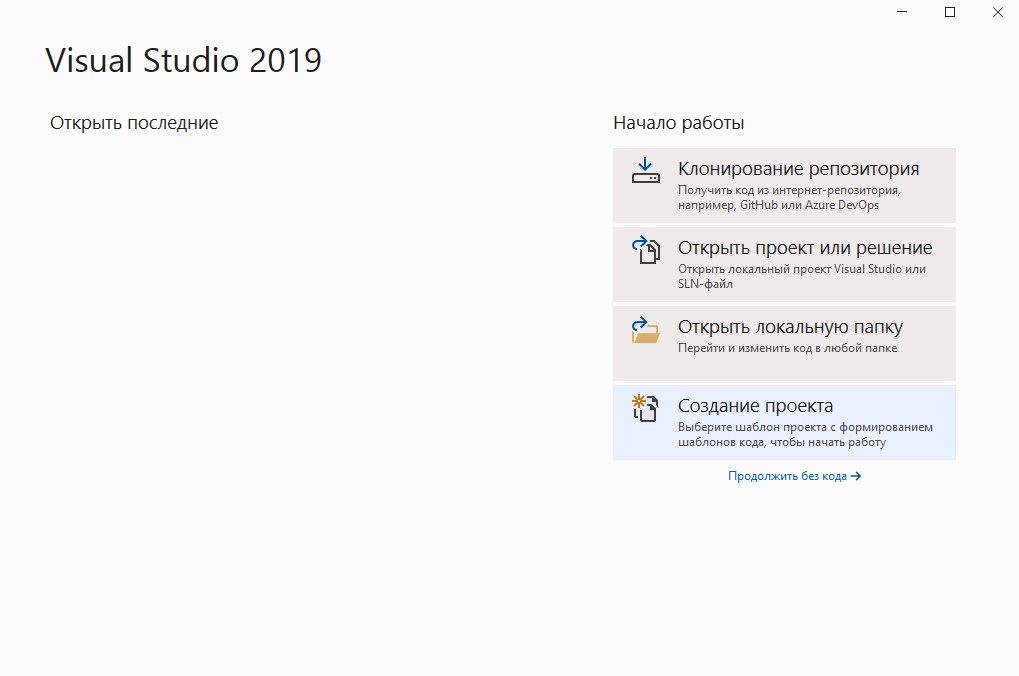 Visual Studio 2019
Открыть последние
Начало работы
Клонирование репозитория
Получить код из интернет-репозитория,
например, GitHub или Azure DevOps
Открыть проект или решение
Открыть локальный проект Visual Studio или
SLN-файл
Открыть локальную папку
Перейти и изменить код в любой папке
Создание проекта
Выберите шаблон проекта с формированием
шаблонов кода, чтобы начать работу
Продолжить без кода →